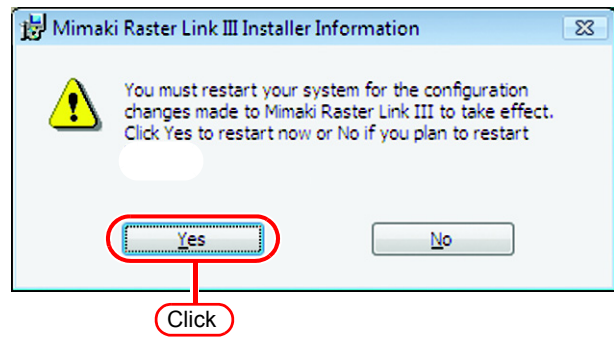 Mimaki Raster Link III Installer Information
You must restart your system for the configuration
changes made to Mimaki Raster Link III to take effect.
Click Yes to restart now or No if you plan to restart
Yes
No
Click